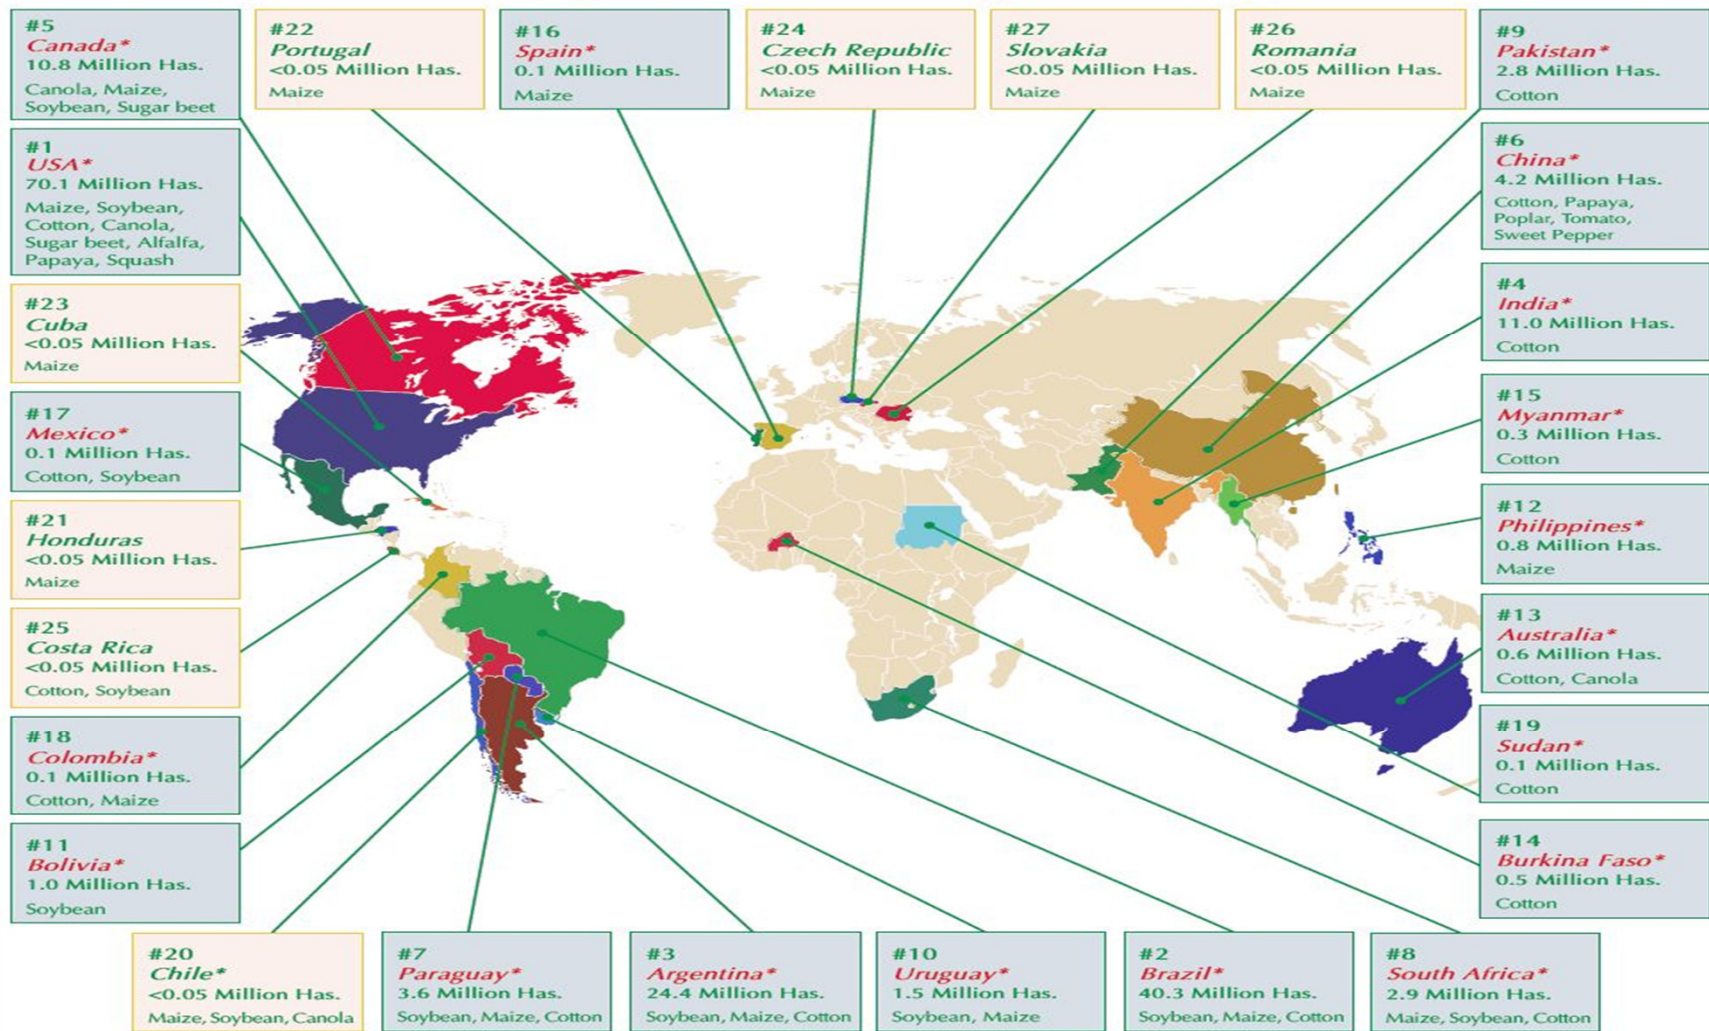 #5
Canada*
10.8 Million Has.
Canola, Maize,
Soybean, Sugar beet
#22
Portugal
<0.05 Million Has.
Maize
#16
Spain*
0.1 Million Has.
Maize
#24
Czech Republic
<0.05 Million Has.
Maize
#27
Slovakia
<0.05 Million Has.
Maize
#26
Romania
<0.05 Million Has.
Maize
#9
Pakistan*
2.8 Million Has.
Cotton
#1
USA*
70.1 Million Has.
Maize, Soybean,
Cotton, Canola,
Sugar beet, Alfalfa,
Papaya, Squash
#6
China*
4.2 Million Has.
Cotton, Papaya,
Poplar, Tomato,
Sweet Pepper
#23
Cuba
<0.05 Million Has.
Maize
#4
India*
11.0 Million Has.
Cotton
#17
Mexico*
0.1 Million Has.
Cotton, Soybean
#15
Myanmar*
0.3 Million Has.
Cotton
#21
Honduras
<0.05 Million Has.
Maize
#12
Philippines*
0.8 Million Has.
Maize
#25
Costa Rica
<0.05 Million Has.
Cotton, Soybean
#13
Australia*
0.6 Million Has.
Cotton, Canola
#18
Colombia*
0.1 Million Has.
Cotton, Maize
#19
Sudan*
0.1 Million Has.
Cotton
#11
Bolivia*
1.0 Million Has.
Soybean
#14
Burkina Faso*
0.5 Million Has.
Cotton
#20
Chile*
<0.05 Million Has.
Maize, Soybean, Canola
#7
Paraguay*
3.6 Million Has.
Soybean, Maize, Cotton
#3
Argentina*
24.4 Million Has.
Soybean, Maize, Cotton
#10
Uruguay*
1.5 Million Has.
Soybean, Maize
#2
Brazil*
40.3 Million Has.
Soybean, Maize, Cotton
#8
South Africa*
2.9 Million Has.
Maize, Soybean, Cotton